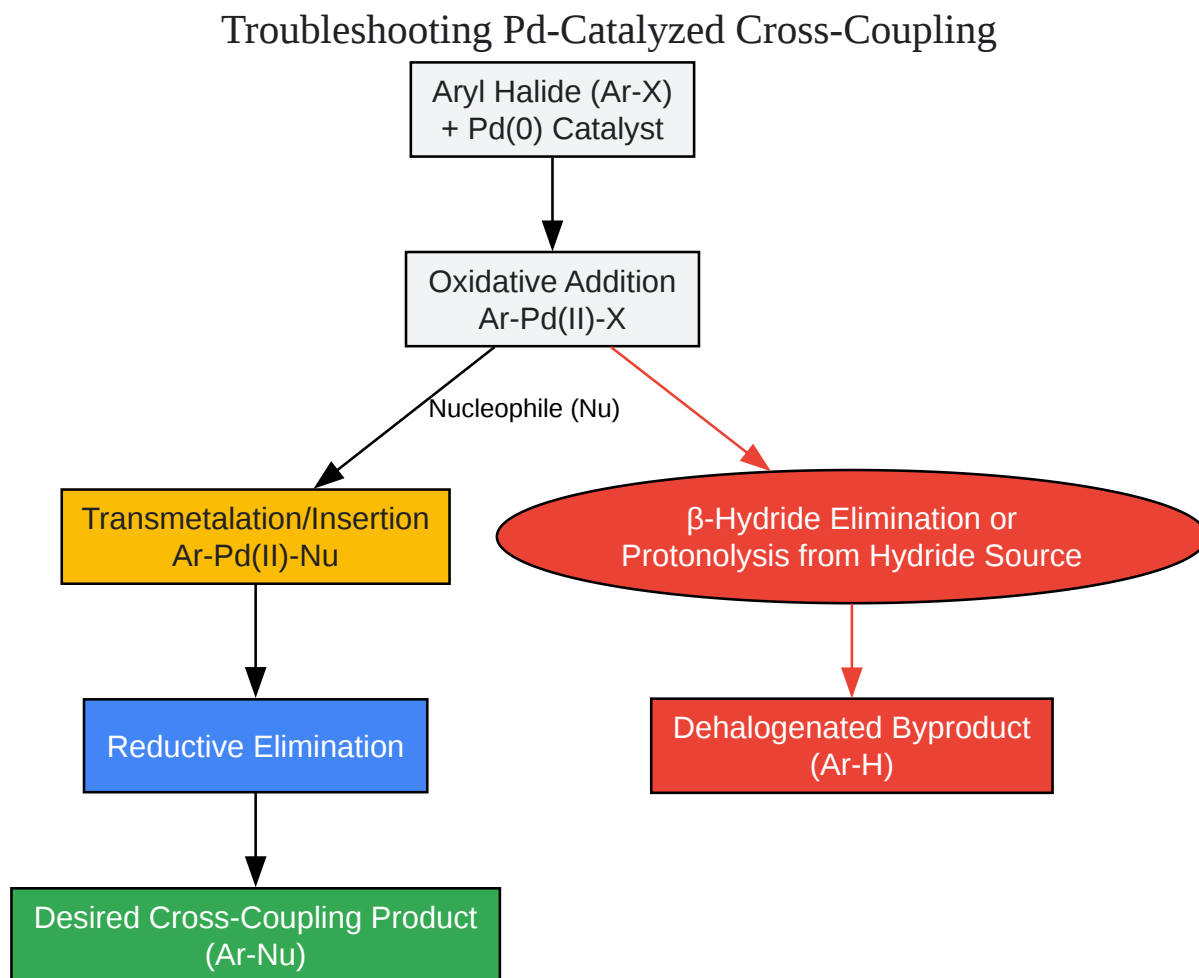 Troubleshooting Pd-Catalyzed Cross-Coupling
Aryl Halide (Ar-X)
+ Pd(0) Catalyst
Oxidative Addition
Ar-Pd(II)-X
Nucleophile (Nu)
Transmetalation/Insertion
Ar-Pd(II)-Nu
β-Hydride Elimination or
Protonolysis from Hydride Source
Reductive Elimination
Dehalogenated Byproduct
(Ar-H)
Desired Cross-Coupling Product
(Ar-Nu)